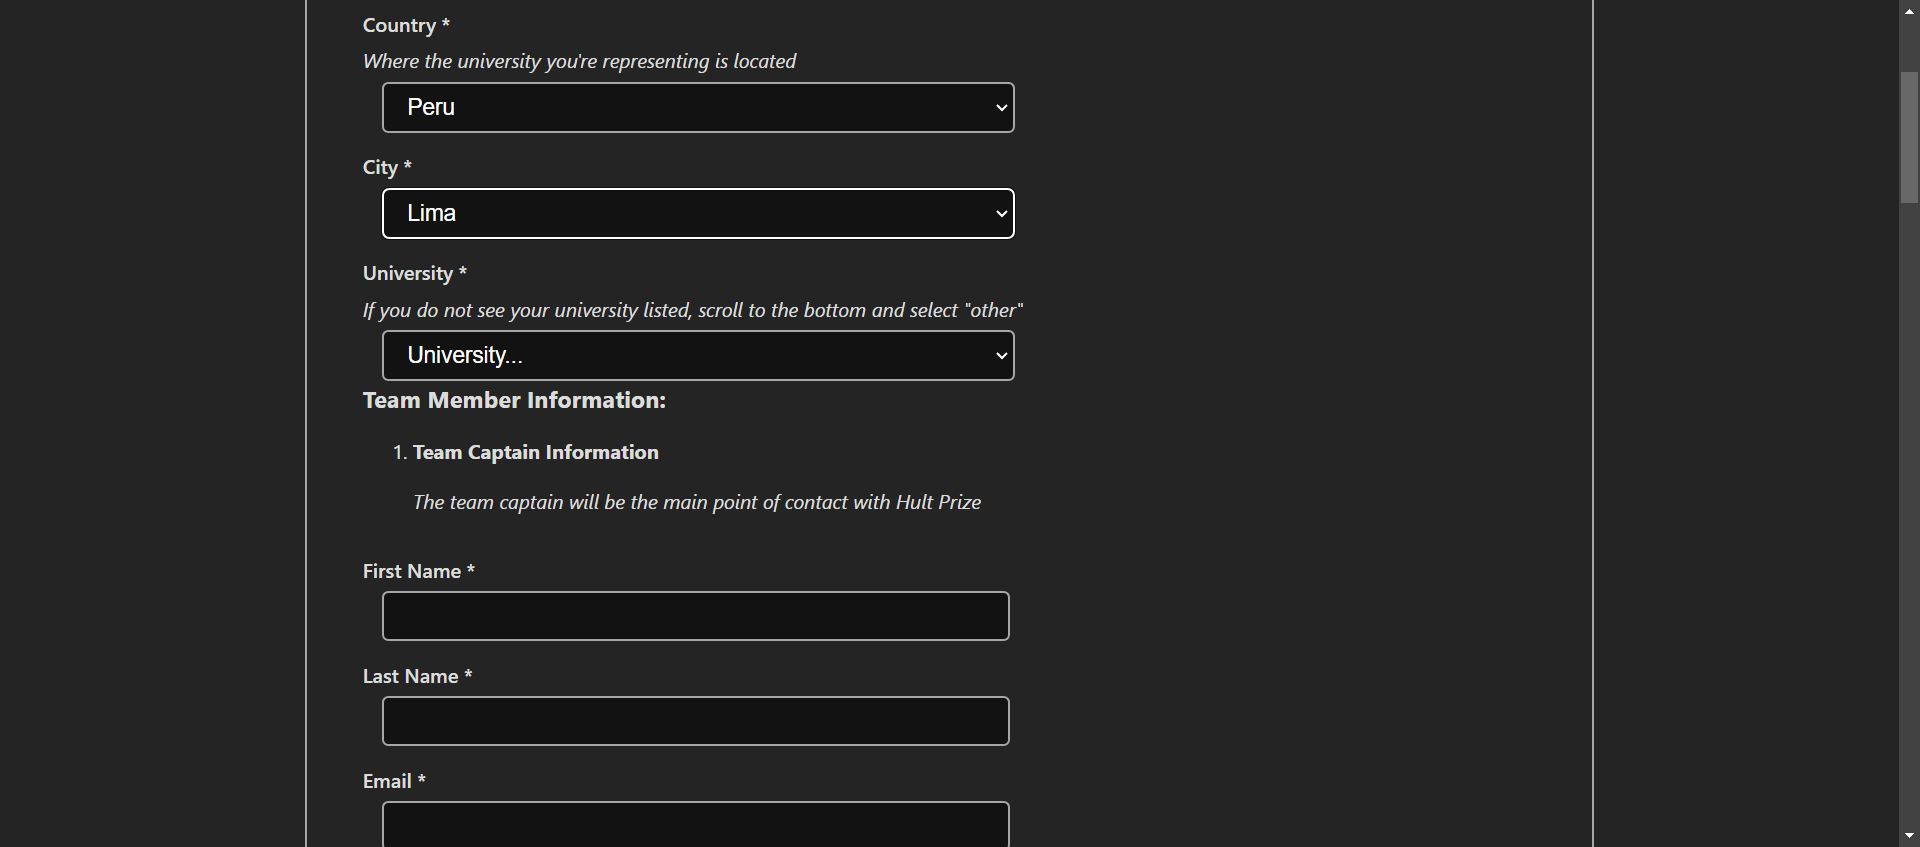 Country *
Where the university you're representing is located
Peru
City *
Lima
University *
If you do not see your university listed, scroll to the bottom and select "other"
University...
Team Member Information:
1. Team Captain Information
The team captain will be the main point of contact with Hult Prize
First Name *
Last Name *
Email *